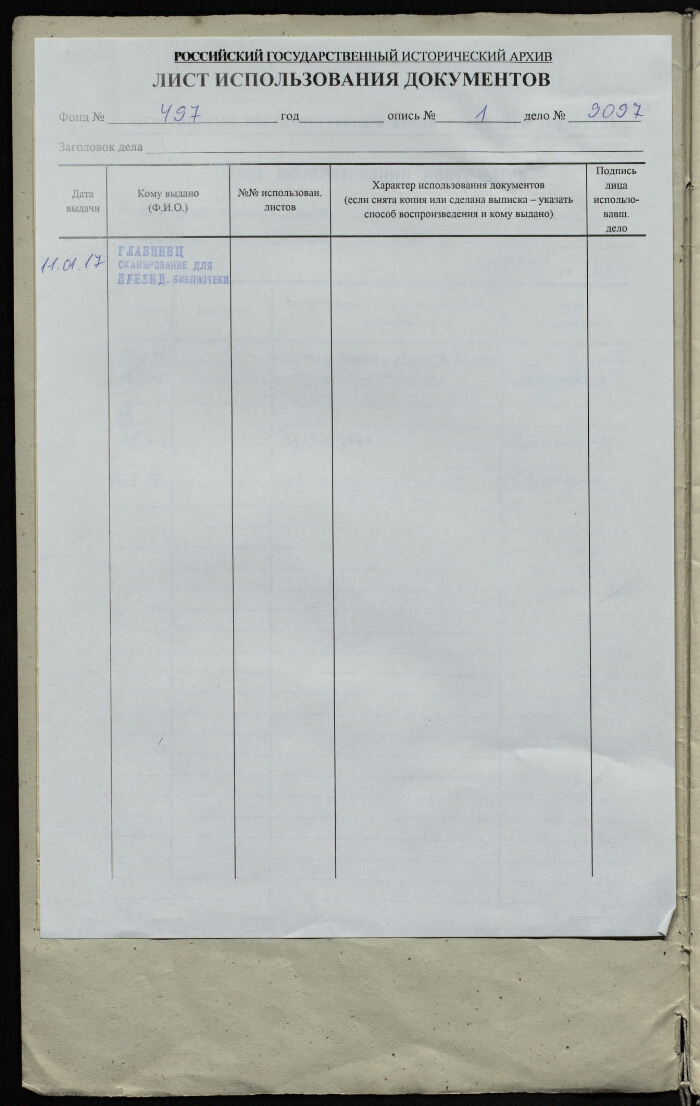 РОССИЙСКИЙ ГОСУДАРСТВЕННЫЙ ИСТОРИЧЕСКИЙ АРХИВ
ЛИСТ ИСПОЛЬЗОВАНИЯ ДОКУМЕНТОВ
Фонд № 497 год опись № 1 дело № 9097
Заголовок дела
Дата
выдачи
Кому выдано
(Ф.И.О.)
№№ использован.
листов
Характер использования документов
(если снята копия или сделана выписка – указать
способ воспроизведения и кому выдано)
Подпись
лица
использо-
вавш.
дело
11.01.17
ГЛАВНИВЦ
СКАНИРОВАНИЕ ДЛЯ
ПРЕЗИД. БИБЛИОТЕКИ